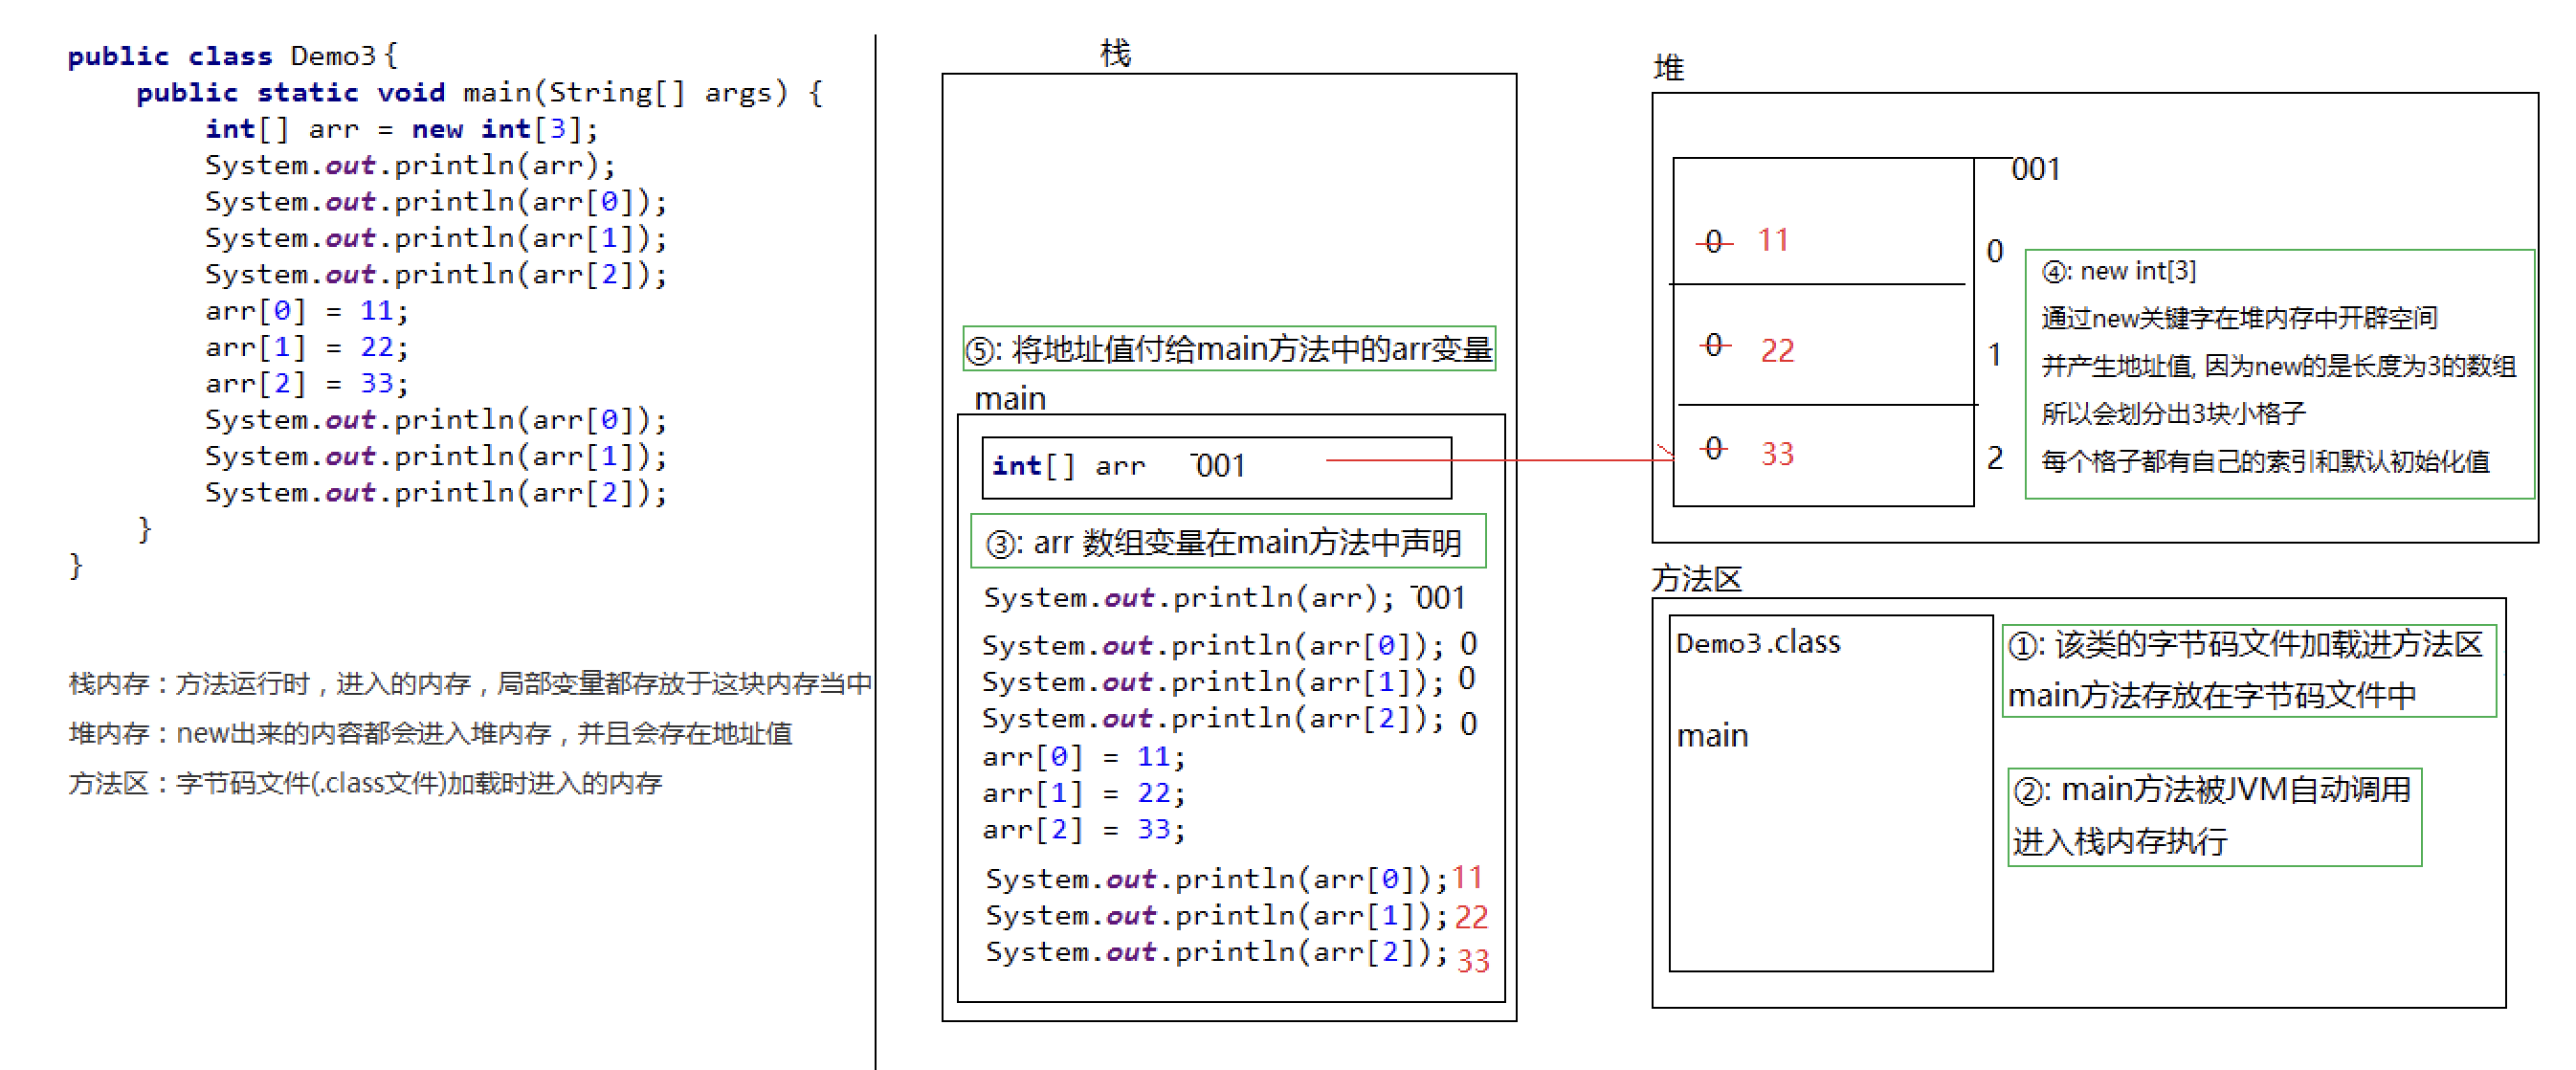 public class Demo3{
public static void main(String[] args) {
int[] arr = new int[3];
System.out.println(arr);
System.out.println(arr[0]);
System.out.println(arr[1]);
System.out.println(arr[2]);
arr[0] = 11;
arr[1] = 22;
arr[2] = 33;
System.out.println(arr[0]);
System.out.println(arr[1]);
System.out.println(arr[2]);
}
}
栈内存：方法运行时，进入的内存，局部变量都存放于这块内存当中
堆内存：new出来的内容都会进入堆内存，并且会存在地址值
方法区：字节码文件(.class文件)加载时进入的内存
栈
⑤: 将地址值付给main方法中的arr变量
main
int[] arr 001
③: arr 数组变量在main方法中声明
System.out.println(arr); 001
System.out.println(arr[0]); 0
System.out.println(arr[1]); 0
System.out.println(arr[2]); 0
arr[0] = 11;
arr[1] = 22;
arr[2] = 33;
System.out.println(arr[0]);11
System.out.println(arr[1]);22
System.out.println(arr[2]);33
堆
001
0 11 0
0 22 1
0 33 2
④: new int[3]
通过new关键字在堆内存中开辟空间
并产生地址值, 因为new的是长度为3的数组
所以会划分出3块小格子
每个格子都有自己的索引和默认初始化值
方法区
Demo3.class
main
①: 该类的字节码文件加载进方法区
main方法存放在字节码文件中
②: main方法被JVM自动调用
进入栈内存执行